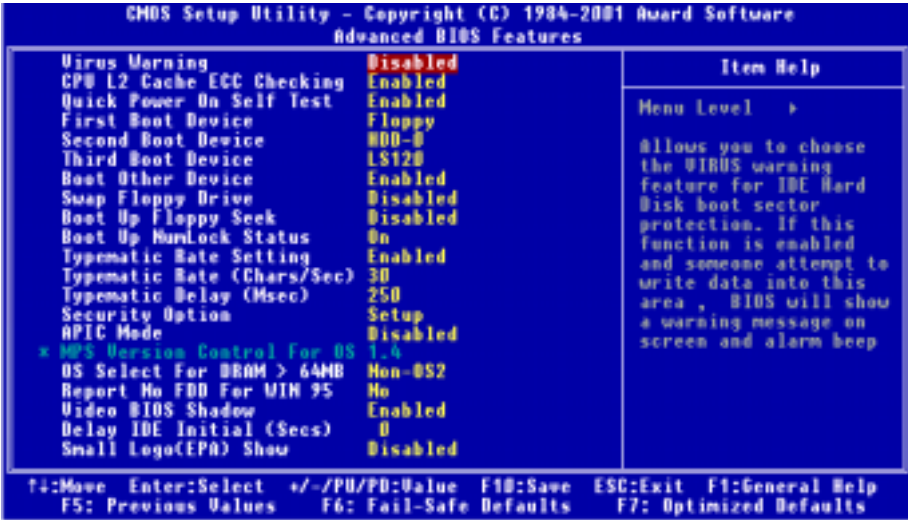 CMOS Setup Utility - Copyright (C) 1984-2001 Award Software
Advanced BIOS Features
Virus Warning Disabled
CPU L2 Cache ECC Checking Enabled
Quick Power On Self Test Enabled
First Boot Device Floppy
Second Boot Device HDD-0
Third Boot Device LS120
Boot Other Device Enabled
Swap Floppy Drive Disabled
Boot Up Floppy Seek Disabled
Boot Up NumLock Status On
Typematic Rate Setting Enabled
Typematic Rate (Chars/Sec) 30
Typematic Delay (Msec) 250
Security Option Setup
APIC Mode Disabled
x MPS Version Control For OS 1.4
OS Select For DRAM > 64MB Non-OS2
Report No FDD For WIN 95 No
Video BIOS Shadow Enabled
Delay IDE Initial (Secs) 0
Small Logo(EPA) Show Disabled
Item Help
Menu Level ▸
Allows you to choose
the VIRUS warning
feature for IDE Hard
Disk boot sector
protection. If this
function is enabled
and someone attempt to
write data into this
area , BIOS will show
a warning message on
screen and alarm beep
↑↓:Move Enter:Select +/-/PU/PD:Value F10:Save ESC:Exit F1:General Help
F5: Previous Values F6: Fail-Safe Defaults F7: Optimized Defaults